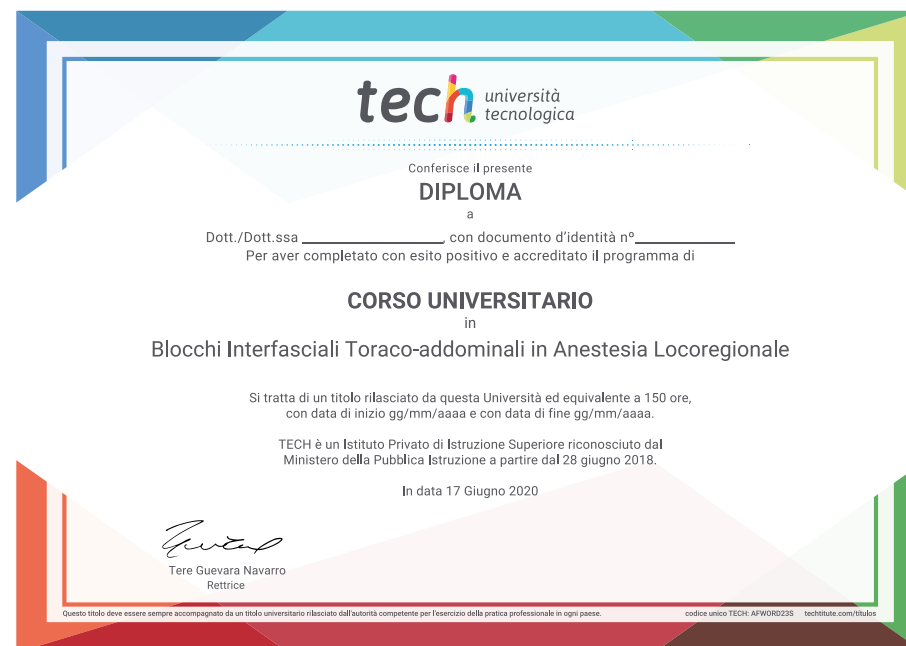 tech università
tecnologica
Conferisce il presente
DIPLOMA
a
Dott./Dott.ssa _________________, con documento d'identità nº____________
Per aver completato con esito positivo e accreditato il programma di
CORSO UNIVERSITARIO
in
Blocchi Interfasciali Toraco-addominali in Anestesia Locoregionale
Si tratta di un titolo rilasciato da questa Università ed equivalente a 150 ore,
con data di inizio gg/mm/aaaa e con data di fine gg/mm/aaaa.
TECH è un Istituto Privato di Istruzione Superiore riconosciuto dal
Ministero della Pubblica Istruzione a partire dal 28 giugno 2018.
In data 17 Giugno 2020
Tere Guevara Navarro
Rettrice
Questo titolo deve essere sempre accompagnato da un titolo universitario rilasciato dall'autorità competente per l'esercizio della pratica professionale in ogni paese. codice unico TECH: AFWORD23S techtitute.com/títulos